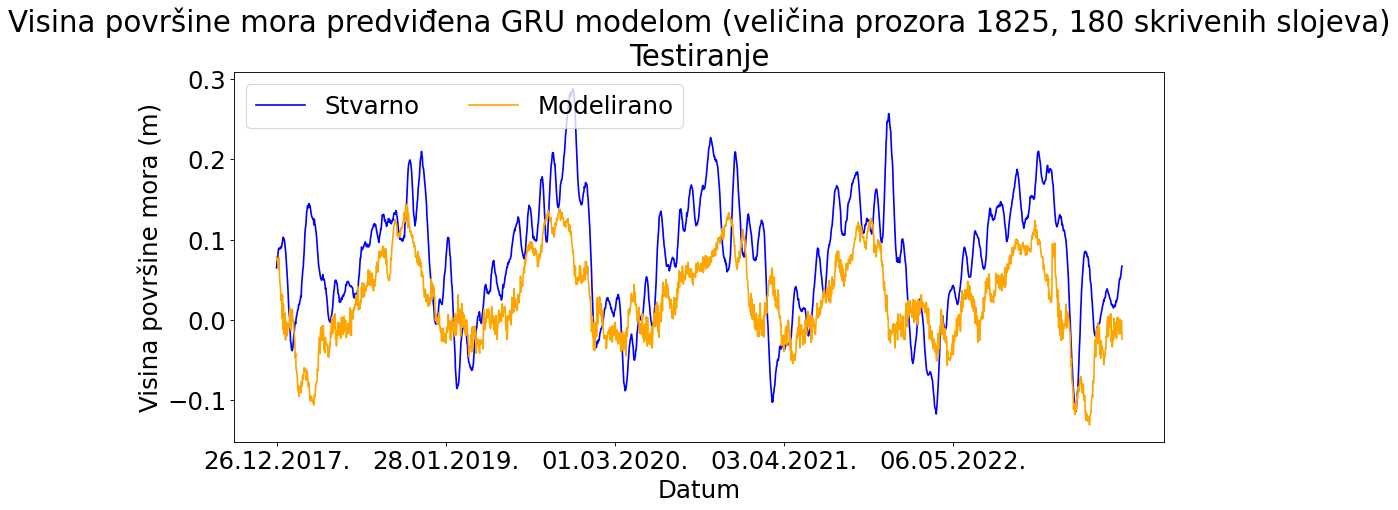 Visina površine mora predviđena GRU modelom (veličina prozora 1825, 180 skrivenih slojeva)
Testiranje
Stvarno
Modelirano
Visina površine mora (m)
0.3
0.2
0.1
0.0
−0.1
26.12.2017.
28.01.2019.
01.03.2020.
03.04.2021.
06.05.2022.
Datum